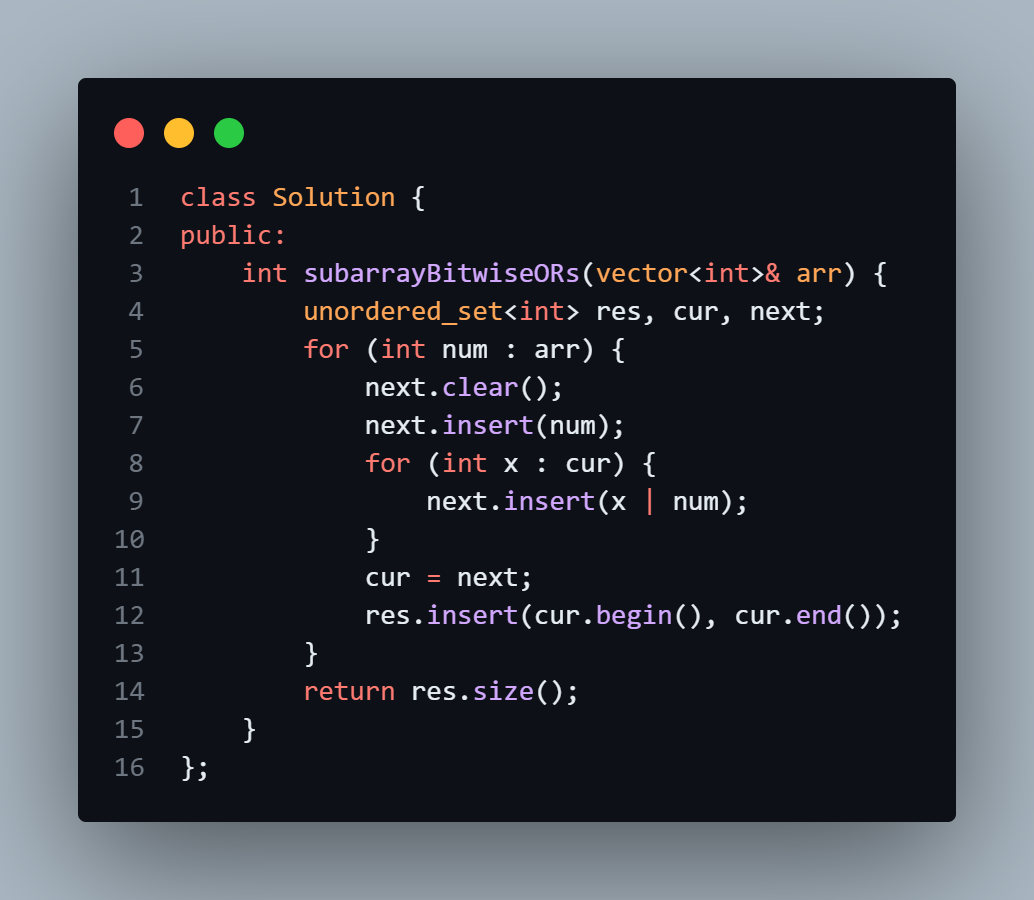 1 class Solution {
2 public:
3     int subarrayBitwiseORs(vector<int>& arr) {
4         unordered_set<int> res, cur, next;
5         for (int num : arr) {
6             next.clear();
7             next.insert(num);
8             for (int x : cur) {
9                 next.insert(x | num);
10             }
11             cur = next;
12             res.insert(cur.begin(), cur.end());
13         }
14         return res.size();
15     }
16 };